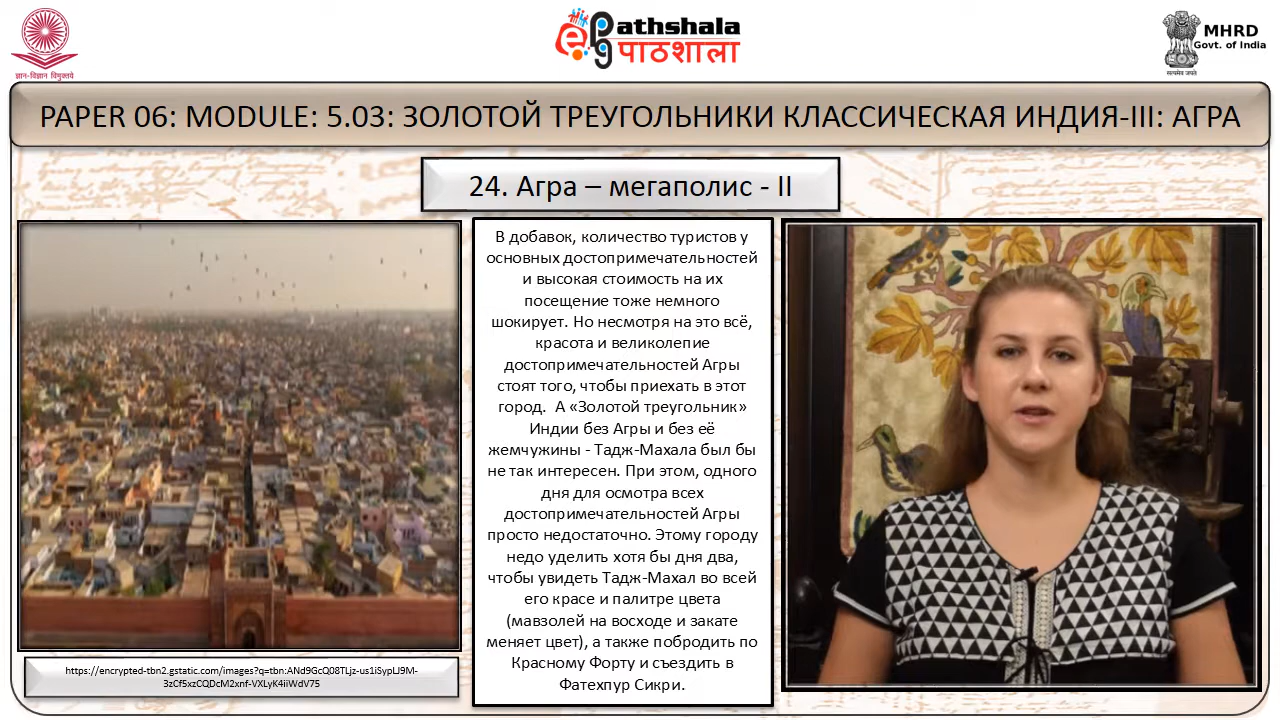 ज्ञान-विज्ञान विमुक्तये
ePathshala
पाठशाला
सत्यमेव जयते
MHRD
Govt. of India
PAPER 06: MODULE: 5.03: ЗОЛОТОЙ ТРЕУГОЛЬНИКИ КЛАССИЧЕСКАЯ ИНДИЯ-III: АГРА
24. Агра – мегаполис - II
В добавок, количество туристов у
основных достопримечательностей
и высокая стоимость на их
посещение тоже немного
шокирует. Но несмотря на это всё,
красота и великолепие
достопримечательностей Агры
стоят того, чтобы приехать в этот
город. А «Золотой треугольник»
Индии без Агры и без её
жемчужины - Тадж-Махала был бы
не так интересен. При этом, одного
дня для осмотра всех
достопримечательностей Агры
просто недостаточно. Этому городу
недо уделить хотя бы дня два,
чтобы увидеть Тадж-Махал во всей
его красе и палитре цвета
(мавзолей на восходе и закате
меняет цвет), а также побродить по
Красному Форту и съездить в
Фатехпур Сикри.
https://encrypted-tbn2.gstatic.com/images?q=tbn:ANd9GcQ08TLjz-us1iSypLJ9M-
3zCf5xzCQDcM2xnf-VXLyK4iiWdV75